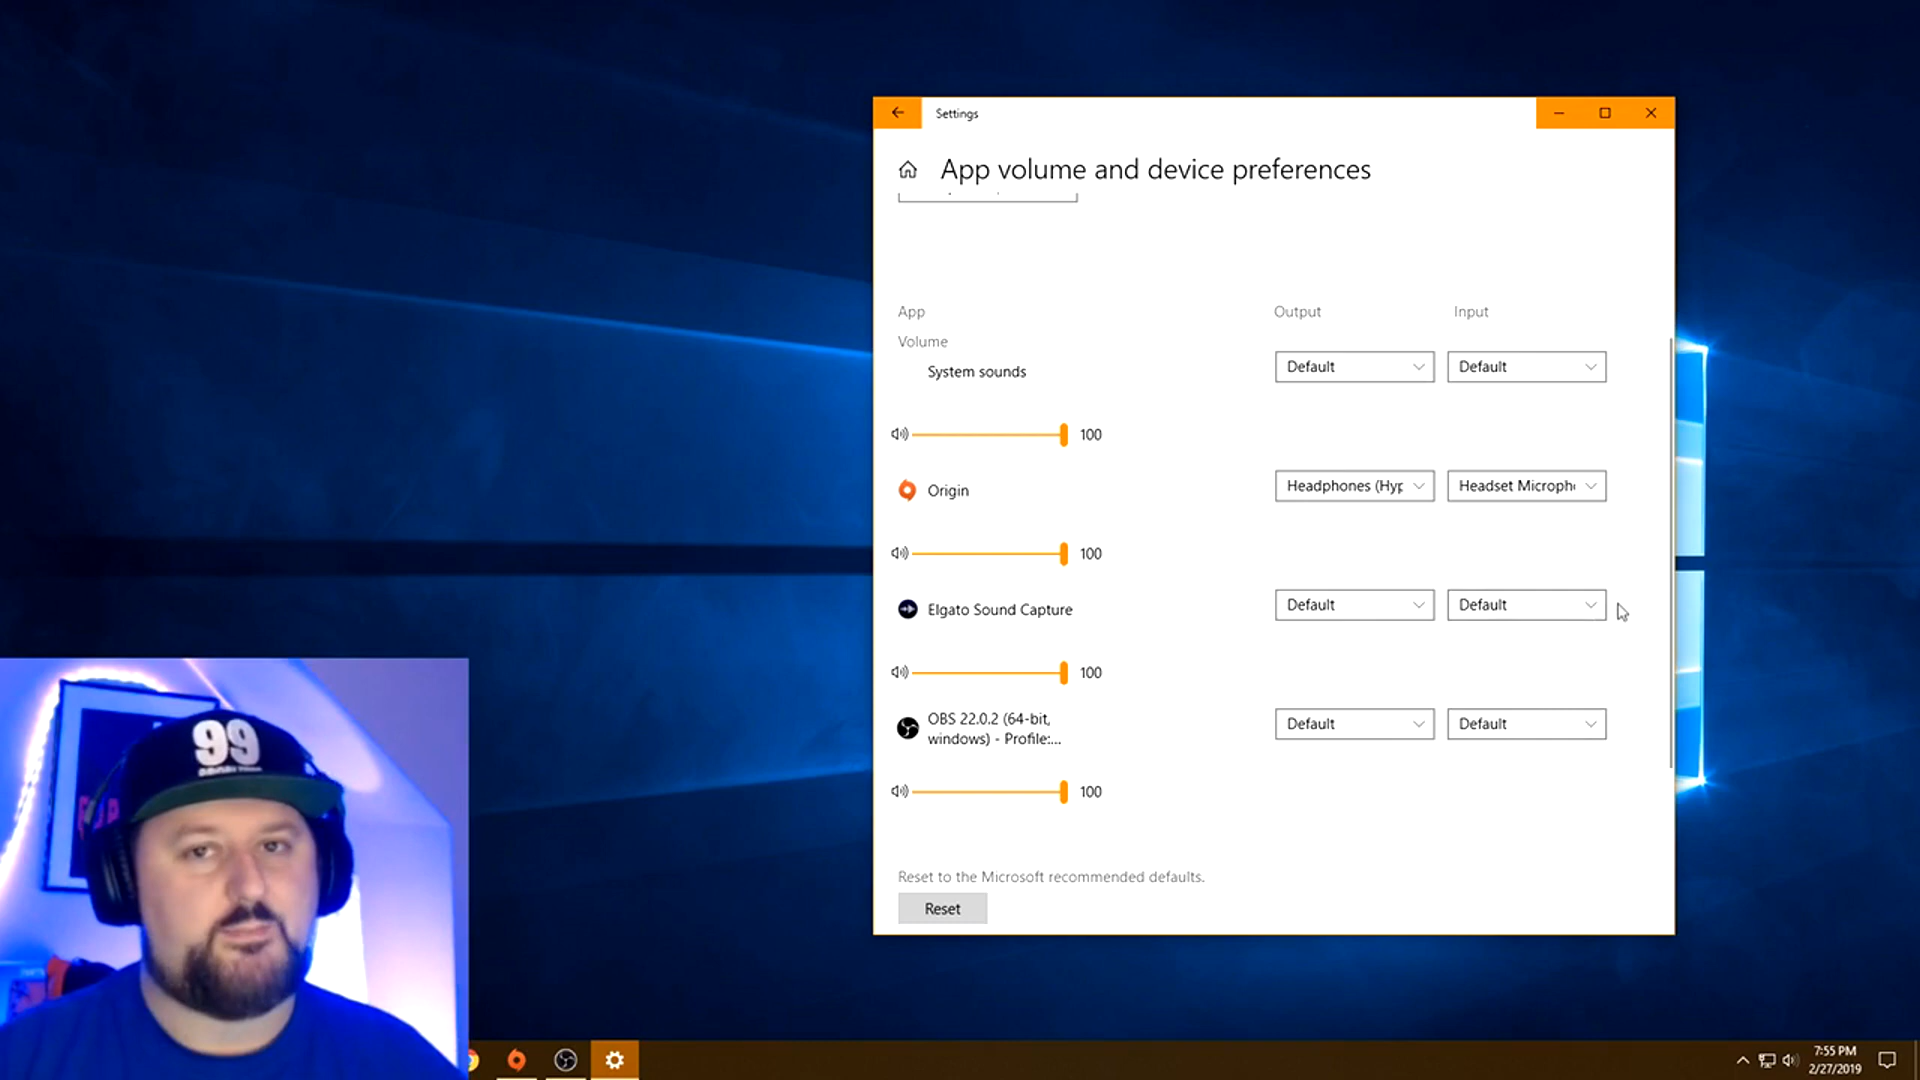 Settings
App volume and device preferences
App
Output
Input
Volume
System sounds
Default
Default
100
Origin
Headphones (Hyp
Headset Microph
100
Elgato Sound Capture
Default
Default
100
OBS 22.0.2 (64-bit,
windows) - Profile:...
Default
Default
100
Reset to the Microsoft recommended defaults.
Reset
99
7:55 PM
2/27/2019